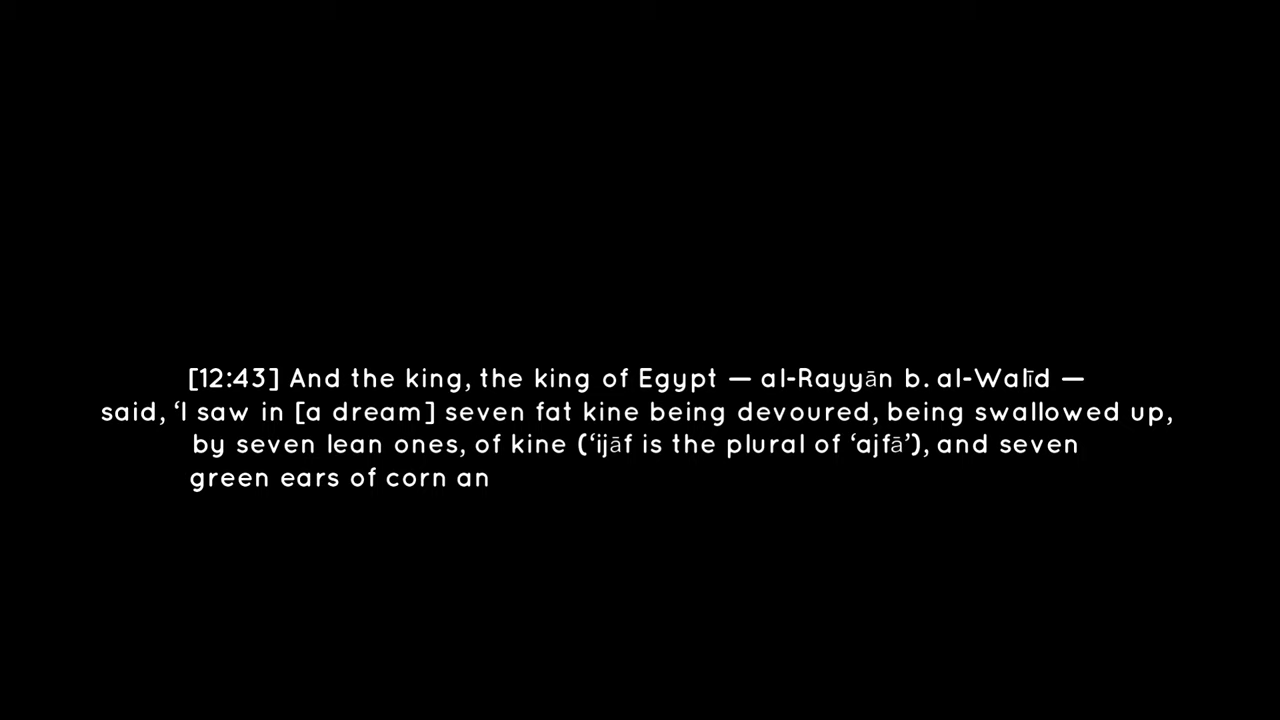 [12:43] And the king, the king of Egypt — al-Rayyān b. al-Walīd —
said, ‘I saw in [a dream] seven fat kine being devoured, being swallowed up,
by seven lean ones, of kine (‘ijāf is the plural of ‘ajfā’), and seven
green ears of corn an